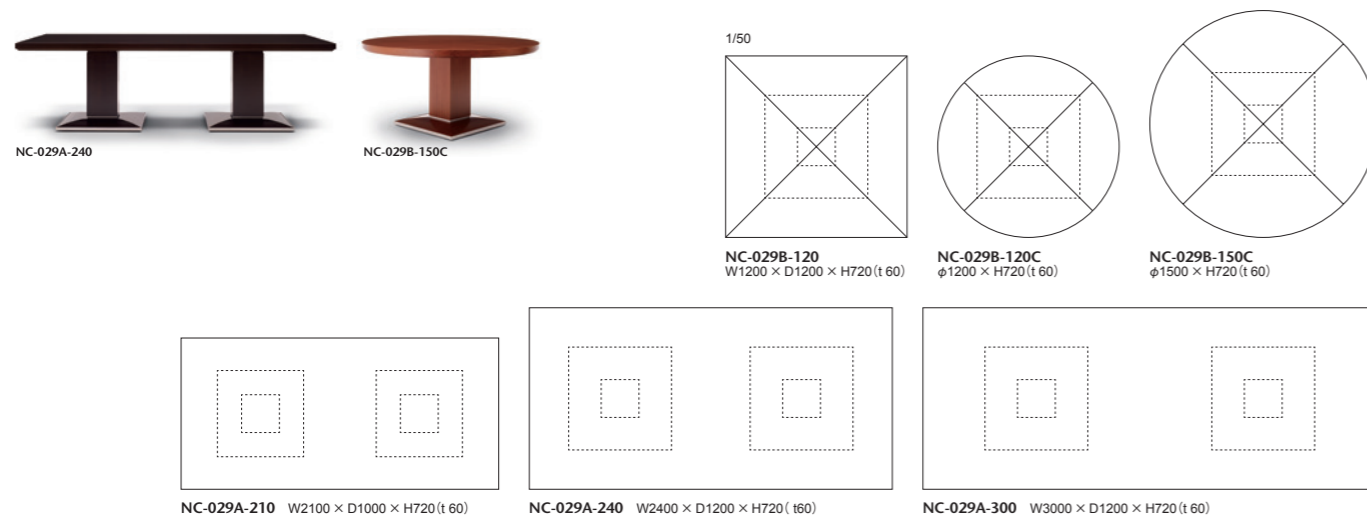 1/50
NC-029A-240
NC-029B-150C
NC-029B-120
W1200 × D1200 × H720(t 60)
NC-029B-120C
φ1200 × H720(t 60)
NC-029B-150C
φ1500 × H720(t 60)
NC-029A-210 W2100 × D1000 × H720(t 60)
NC-029A-240 W2400 × D1200 × H720( t60)
NC-029A-300 W3000 × D1200 × H720(t 60)